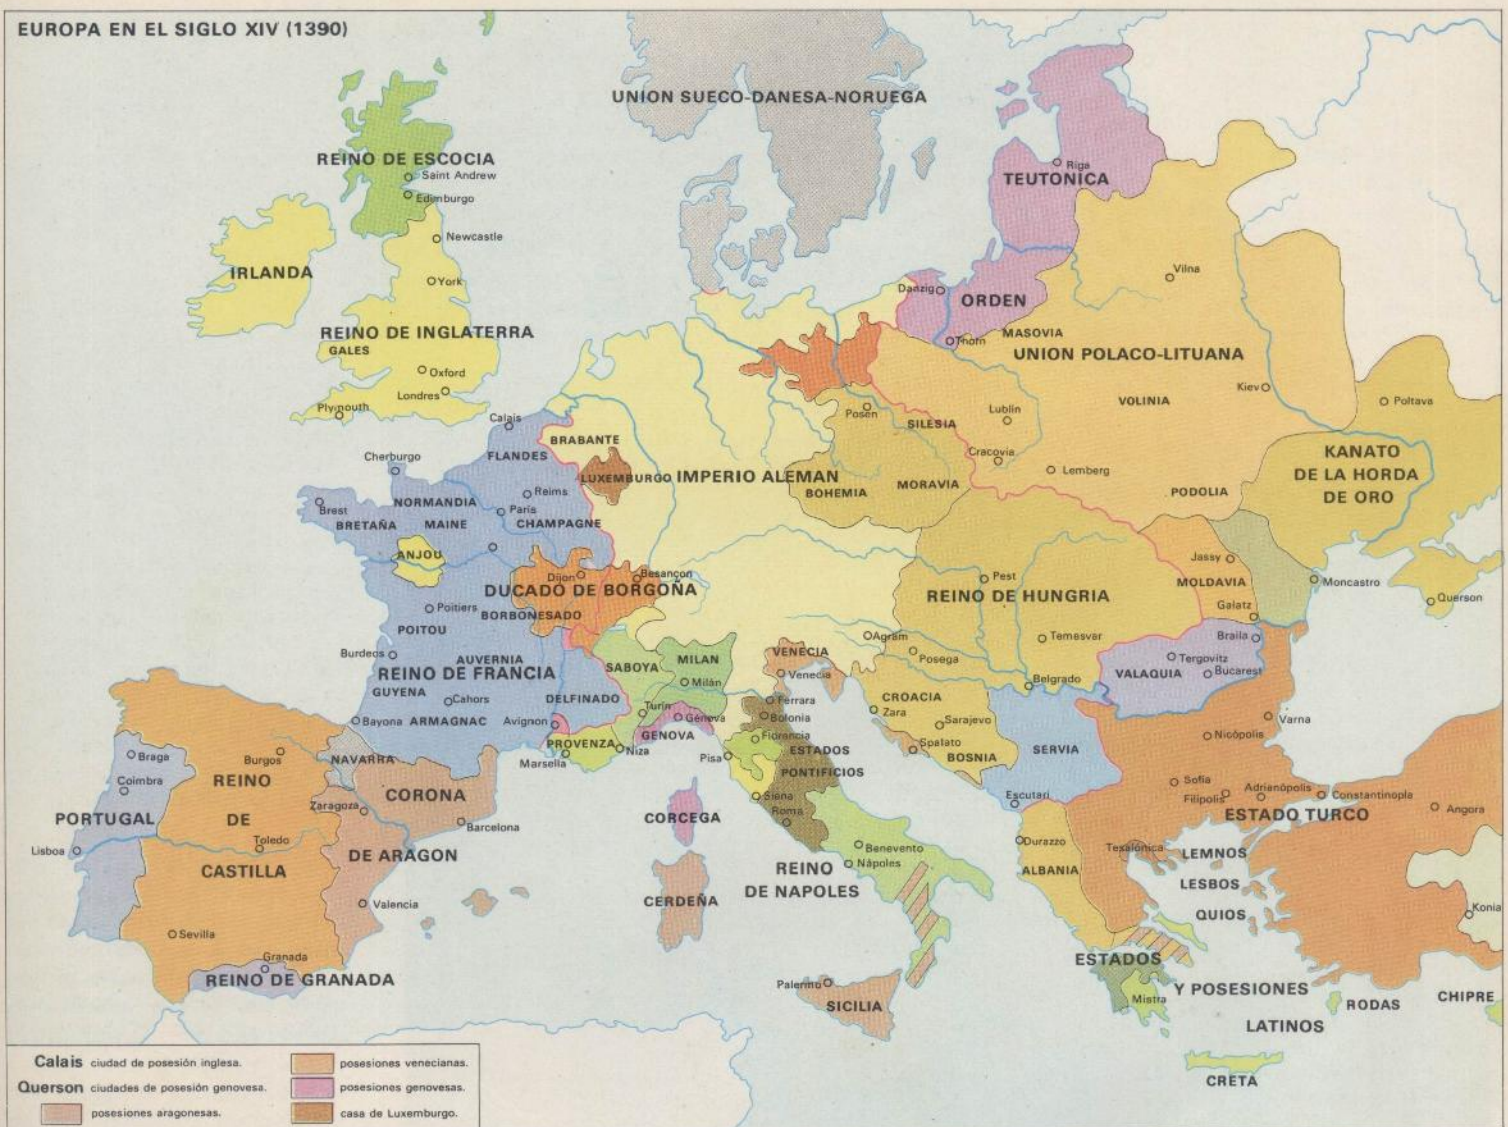 EUROPA EN EL SIGLO XIV (1390)
UNION SUECO-DANESA-NORUEGA
REINO DE ESCOCIA
Saint Andrew
Edimburgo
Riga
TEUTONICA
Newcastle
IRLANDA
York
Vilna
Danzig
ORDEN
REINO DE INGLATERRA
GALES
Thorn
MASOVIA
UNION POLACO-LITUANA
Oxford
Londres
Plymouth
Kiev
Poltava
VOLINIA
Posen
Lublin
SILESIA
Calais
BRABANTE
FLANDES
Cherburgo
Cracovia
Lemberg
KANATO
DE LA HORDA
DE ORO
LUXEMBURGO
IMPERIO ALEMAN
BOHEMIA
MORAVIA
PODOLIA
Reims
NORMANDIA
Brest
Paris
BRETAÑA
MAINE
CHAMPAGNE
ANJOU
Jassy
MOLDAVIA
Moncastro
Querson
Dijon
Besançon
DUCADO DE BORGOÑA
BORBONESADO
Pest
REINO DE HUNGRIA
Galatz
Poitiers
POITOU
Agram
Temesvar
Braila
Burdeos
AUVERNIA
REINO DE FRANCIA
GUYENA
Cahors
DELFINADO
SABOYA
MILAN
Milán
VENECIA
Venecia
Posega
Tergovitz
VALAQUIA
Bucarest
Belgrado
Bayona
ARMAGNAC
Avignon
Turin
Génova
GENOVA
Ferrara
Bolonia
CROACIA
Zara
Sarajevo
Varna
Nicópolis
PROVENZA
Niza
Marsella
Florencia
Pisa
ESTADOS
PONTIFICIOS
Spalato
BOSNIA
SERVIA
Braga
Burgos
NAVARRA
Coimbra
REINO
DE
CASTILLA
CORONA
DE ARAGON
Zaragoza
Barcelona
Siena
Roma
Escutari
Sofia
Filipolis
Adrianópolis
Constantinopla
ESTADO TURCO
Angora
PORTUGAL
Lisboa
Toledo
CORCEGA
Benevento
Nápoles
REINO
DE NAPOLES
Durazzo
ALBANIA
Texalónica
LEMNOS
LESBOS
QUIOS
CERDEÑA
Valencia
Konia
Sevilla
Granada
REINO DE GRANADA
Palermo
SICILIA
ESTADOS
Y POSESIONES
LATINOS
Mistra
RODAS
CHIPRE
CRETA
Calais ciudad de posesión inglesa.
Querson ciudades de posesión genovesa.
posesiones aragonesas.
posesiones venecianas.
posesiones genovesas.
casa de Luxemburgo.